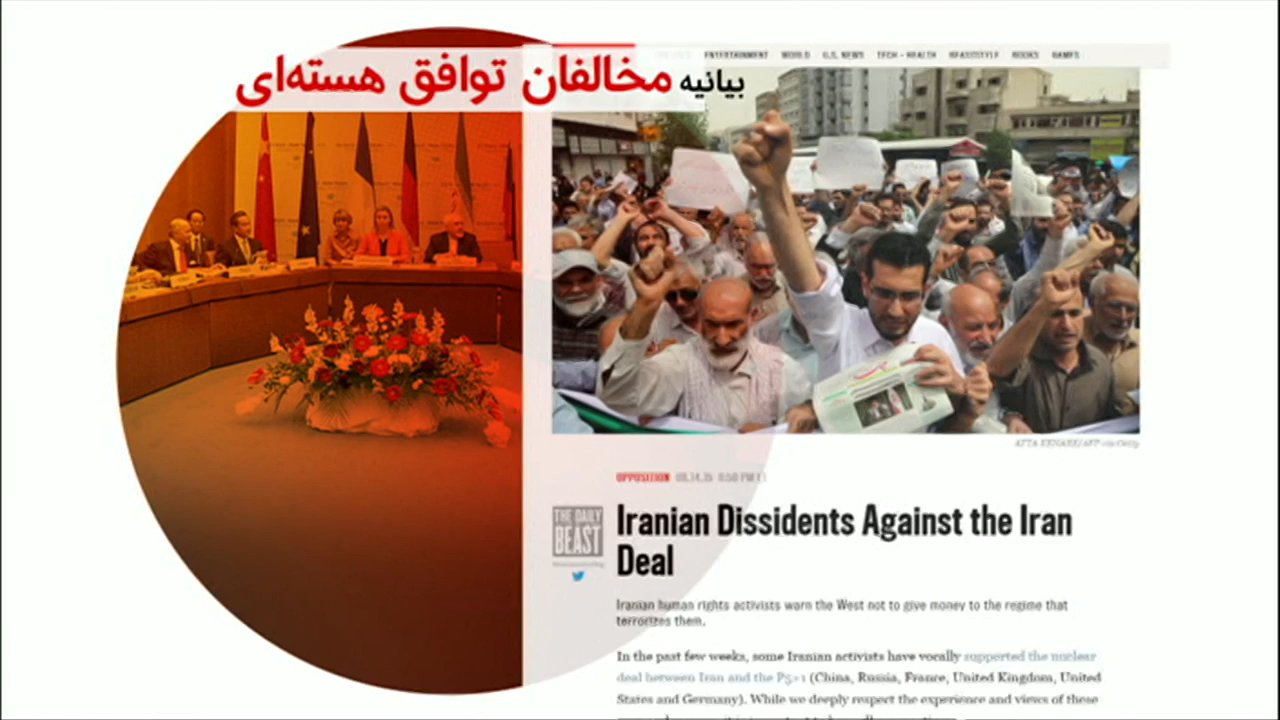 بیانیه مخالفان توافق هسته‌ای
ENTERTAINMENT WORLD U.S. NEWS TECH + HEALTH BEASTSTYLE BOOKS GAMES
OPPOSITION
THE DAILY
BEAST
Iranian Dissidents Against the Iran
Deal
Iranian human rights activists warn the West not to give money to the regime that
terrorizes them.
In the past few weeks, some Iranian activists have vocally supported the nuclear
deal between Iran and the P5+1 (China, Russia, France, United Kingdom, United
States and Germany). While we deeply respect the experience and views of these